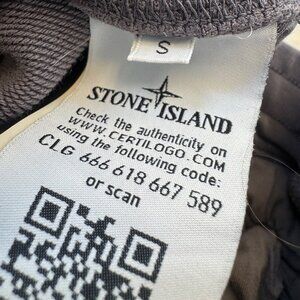 S
STONE ISLAND
Check the authenticity on
WWW.CERTILOGO.COM
using the following code:
CLG 666 618 667 589
or scan